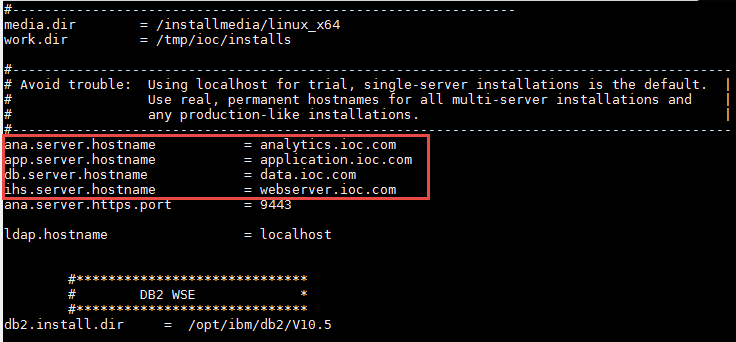 #---------------------------------------------------------------
media.dir        = /installmedia/linux_x64
work.dir         = /tmp/ioc/installs
#------------------------------------------------------------------------------------------
# Avoid trouble:  Using localhost for trial, single-server installations is the default.  |
#                 Use real, permanent hostnames for all multi-server installations and    |
#                 any production-like installations.                                      |
#------------------------------------------------------------------------------------------
ana.server.hostname           = analytics.ioc.com
app.server.hostname           = application.ioc.com
db.server.hostname            = data.ioc.com
ihs.server.hostname           = webserver.ioc.com
ana.server.https.port         = 9443
ldap.hostname                 = localhost
#*****************************
#        DB2 WSE             *
#*****************************
db2.install.dir     =  /opt/ibm/db2/V10.5